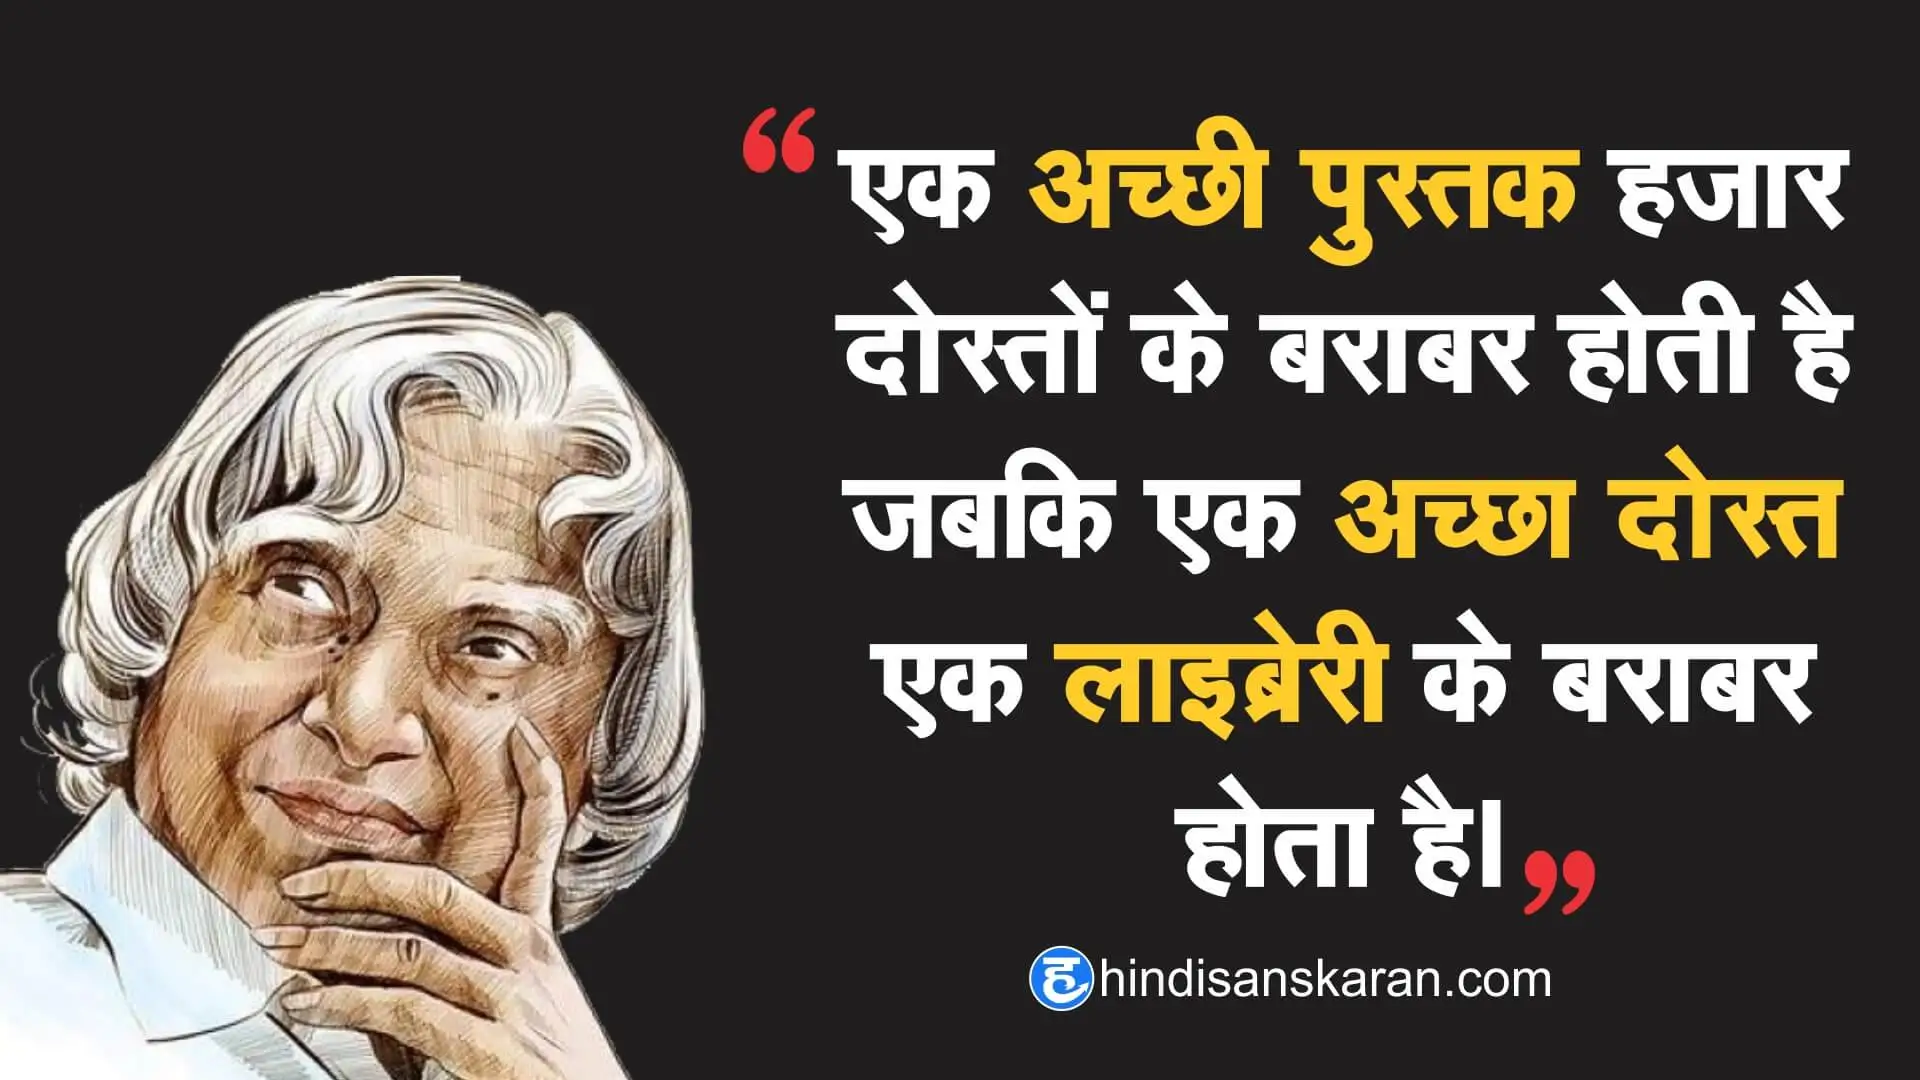 “ एक अच्छी पुस्तक हजार
दोस्तों के बराबर होती है
जबकि एक अच्छा दोस्त
एक लाइब्रेरी के बराबर
होता है। ”
ह hindisanskaran.com